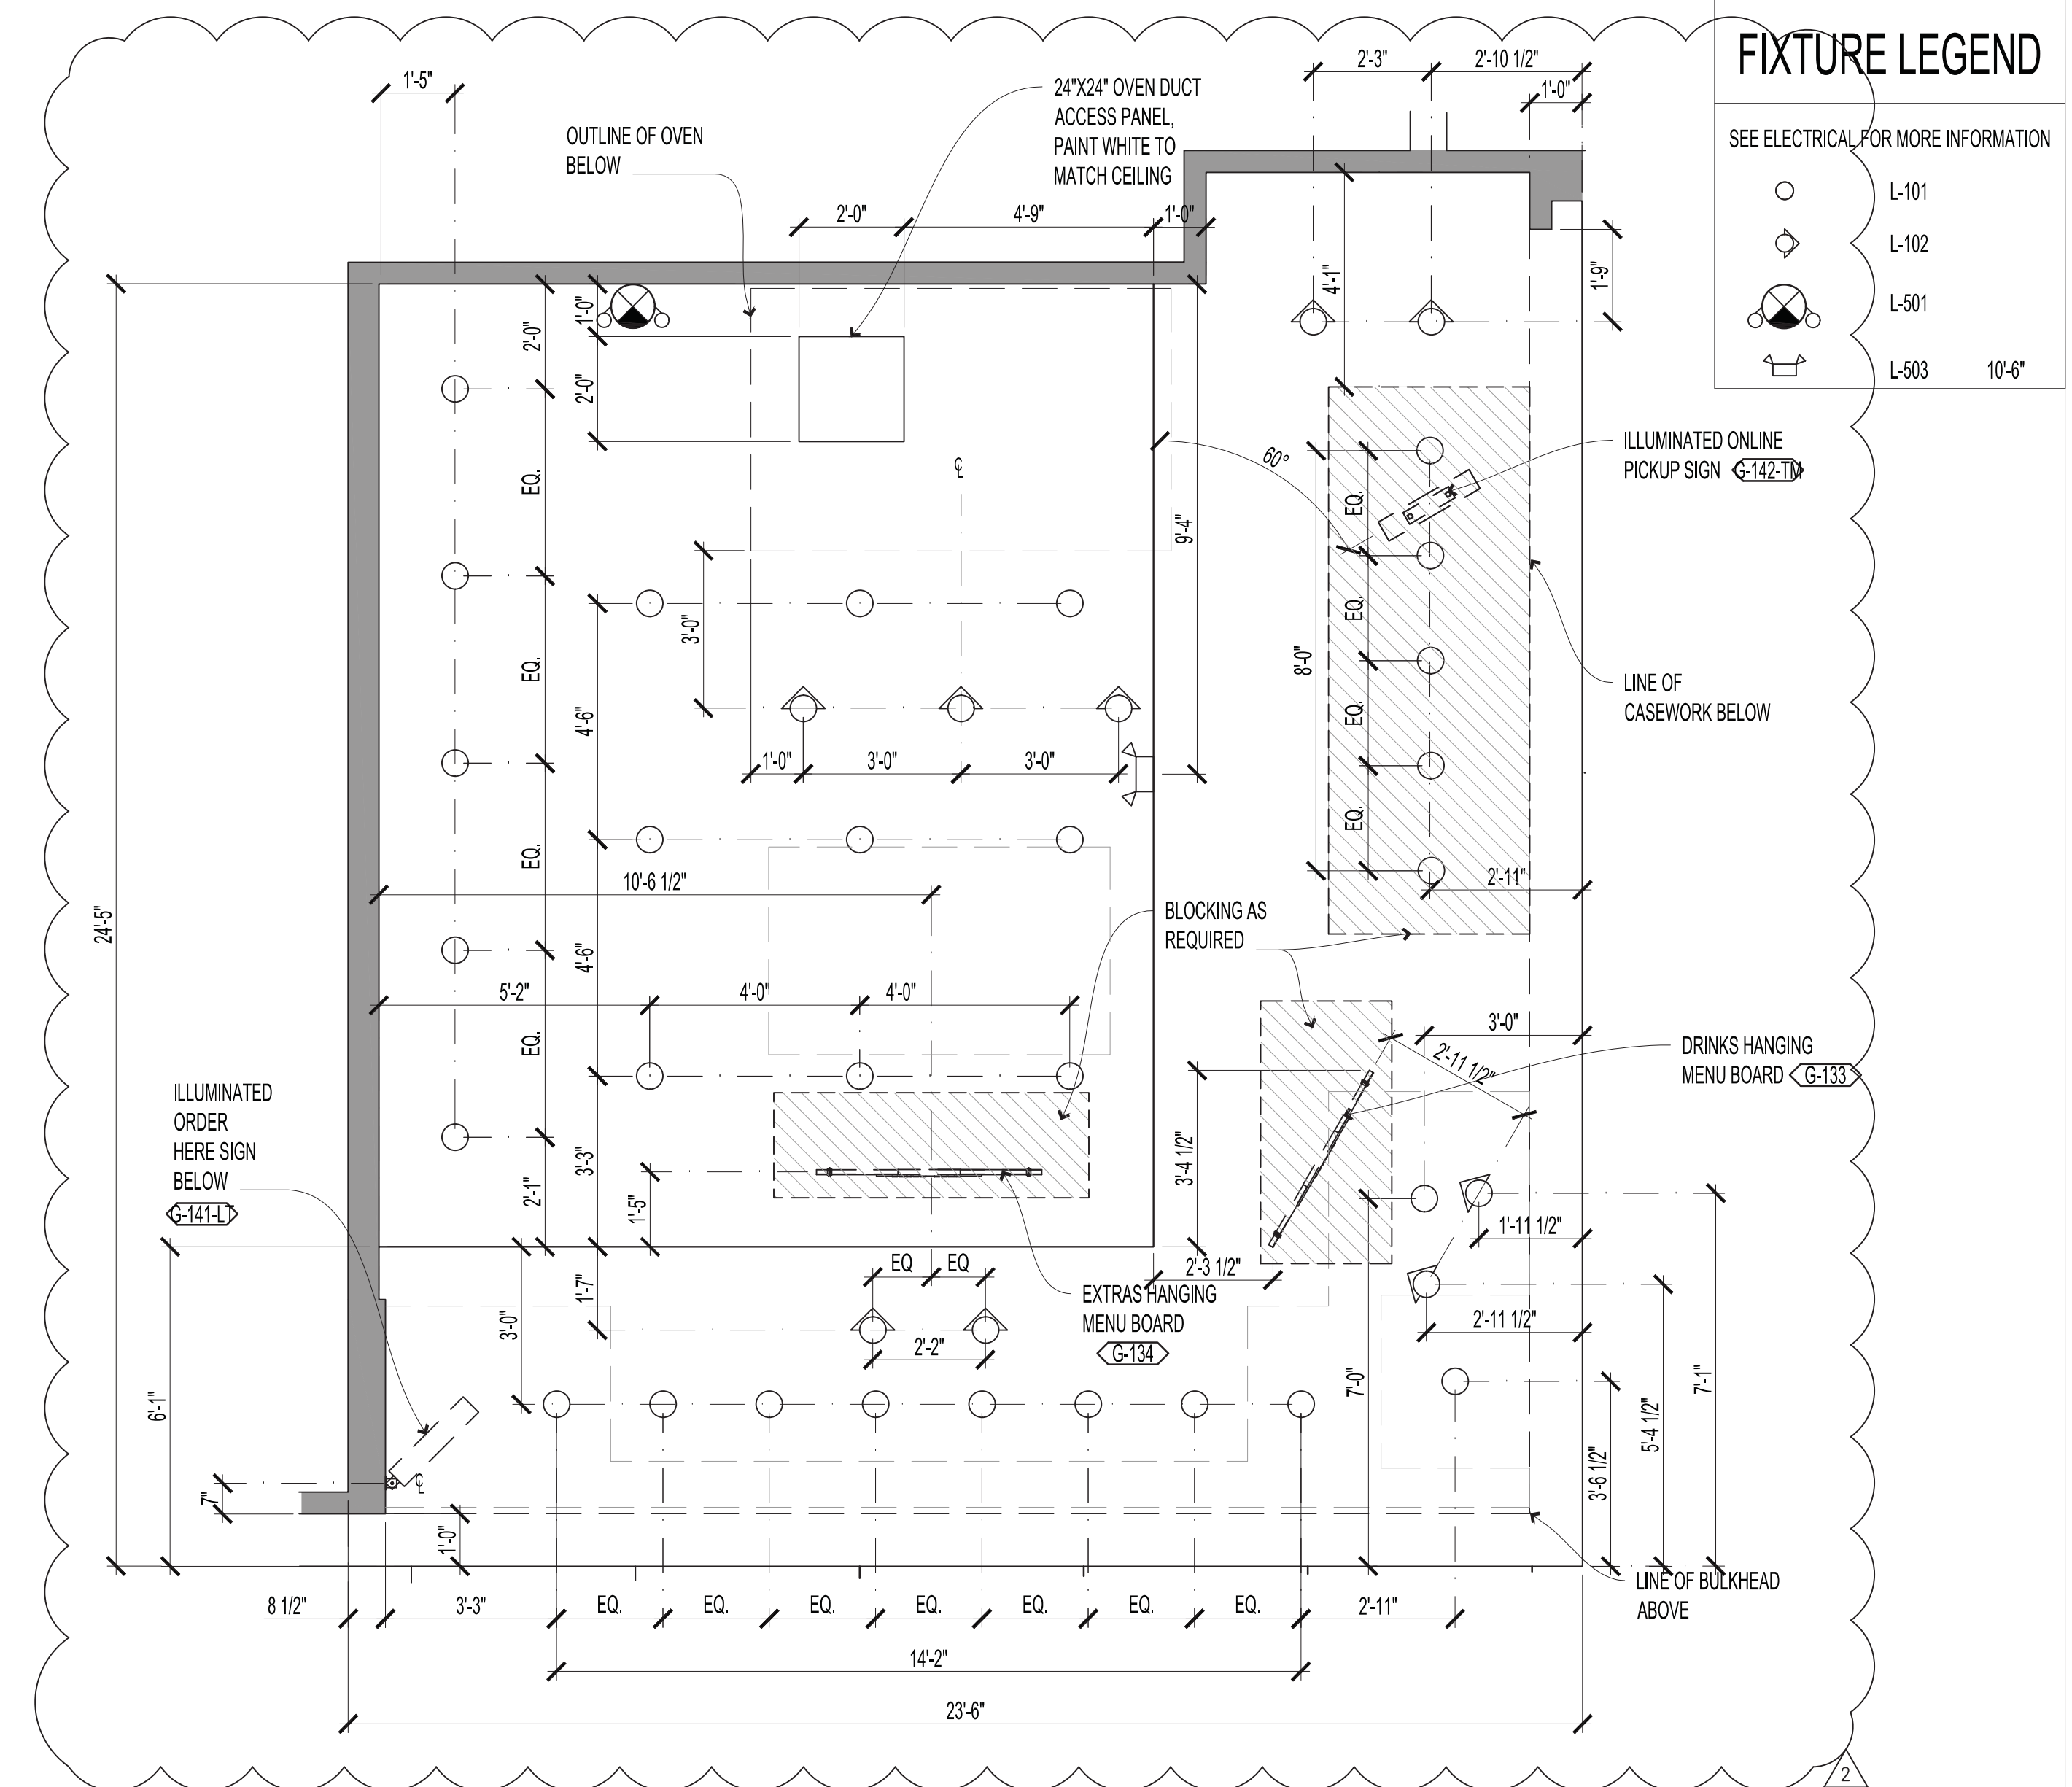 FIXTURE LEGEND
SEE ELECTRICAL FOR MORE INFORMATION
L-101
L-102
L-501
L-503 10'-6"
2'-3"
2'-10 1/2"
1'-0"
1'-5"
OUTLINE OF OVEN
BELOW
24"X24" OVEN DUCT
ACCESS PANEL,
PAINT WHITE TO
MATCH CEILING
2'-0"
4'-9"
1'-0"
4'-1"
1'-9"
2'-0"
1'-0"
2'-0"
EQ.
EQ.
EQ.
EQ.
2'-1"
60°
9'-4"
ILLUMINATED ONLINE
PICKUP SIGN G-142-TM
EQ.
EQ.
EQ.
EQ.
8'-0"
LINE OF
CASEWORK BELOW
3'-0"
4'-6"
1'-0"
3'-0"
3'-0"
10'-6 1/2"
2'-11"
24'-5"
BLOCKING AS
REQUIRED
4'-6"
5'-2"
4'-0"
4'-0"
3'-0"
2'-11 1/2"
DRINKS HANGING
MENU BOARD G-133
ILLUMINATED
ORDER
HERE SIGN
BELOW
G-141-LT
3'-3"
1'-5"
3'-4 1/2"
1'-11 1/2"
2'-3 1/2"
EQ
EQ
1'-7"
3'-0"
EXTRAS HANGING
MENU BOARD
G-134
2'-2"
2'-11 1/2"
7'-0"
7'-1"
5'-4 1/2"
3'-6 1/2"
6'-1"
7"
1'-0"
LINE OF BULKHEAD
ABOVE
8 1/2"
3'-3"
EQ.
EQ.
EQ.
EQ.
EQ.
EQ.
EQ.
2'-11"
14'-2"
23'-6"
2